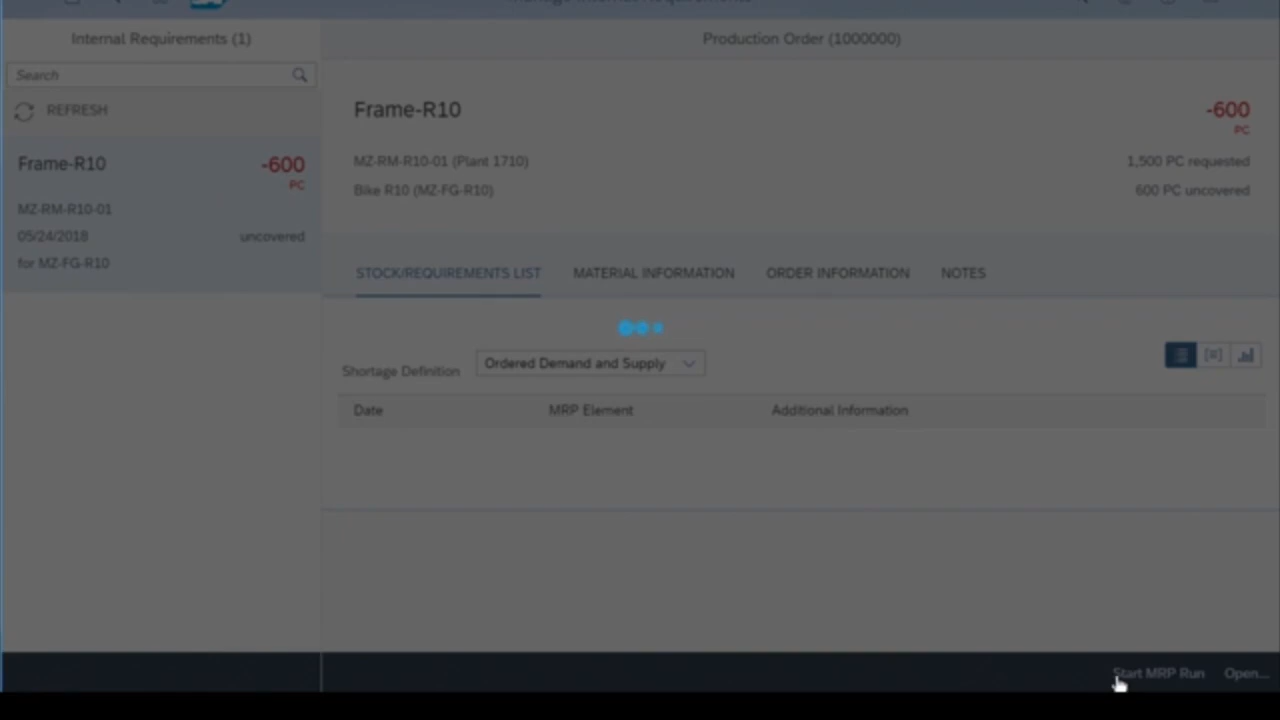 Manage Internal Requirements
Internal Requirements (1)
Production Order (1000000)
Search
REFRESH
Frame-R10
-600
PC
MZ-RM-R10-01
05/24/2018
uncovered
for MZ-FG-R10
Frame-R10
-600
PC
MZ-RM-R10-01 (Plant 1710)
1,500 PC requested
Bike R10 (MZ-FG-R10)
600 PC uncovered
STOCK/REQUIREMENTS LIST
MATERIAL INFORMATION
ORDER INFORMATION
NOTES
Shortage Definition
Ordered Demand and Supply
Date
MRP Element
Additional Information
Start MRP Run
Open...